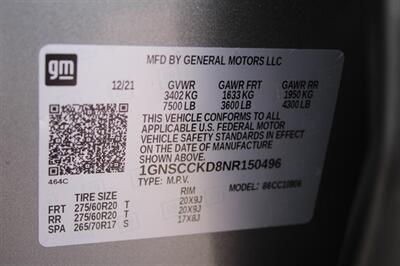 gm
MFD BY GENERAL MOTORS LLC
12/21 GVWR GAWR FRT GAWR RR
3402 KG 1633 KG 1950 KG
7500 LB 3600 LB 4300 LB
THIS VEHICLE CONFORMS TO ALL
APPLICABLE U.S. FEDERAL MOTOR
VEHICLE SAFETY STANDARDS IN EFFECT
ON THE DATE OF MANUFACTURE
SHOWN ABOVE.
1GNSCCKD8NR150496
TYPE: M.P.V. MODEL:
464C
TIRE SIZE RIM
FRT 275/60R20 T 20X9J
RR 275/60R20 T 20X9J
SPA 265/70R17 S 17X8J